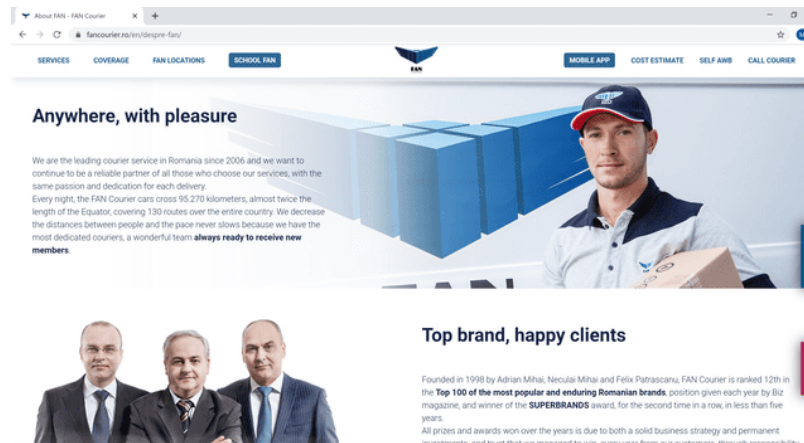 About FAN - FAN Courier
fancourier.ro/en/despre-fan/
SERVICES COVERAGE FAN LOCATIONS SCHOOL FAN FAN MOBILE APP COST ESTIMATE SELF AWB CALL COURIER
Anywhere, with pleasure
We are the leading courier service in Romania since 2006 and we want to
continue to be a reliable partner of all those who choose our services, with the
same passion and dedication for each delivery.
Every night, the FAN Courier cars cross 95.270 kilometers, almost twice the
length of the Equator, covering 130 routes over the entire country. We decrease
the distances between people and the pace never slows because we have the
most dedicated couriers, a wonderful team always ready to receive new
members.
FAN
Top brand, happy clients
Founded in 1998 by Adrian Mihai, Neculai Mihai and Felix Patrascanu, FAN Courier is ranked 12th in
the Top 100 of the most popular and enduring Romanian brands, position given each year by Biz
magazine, and winner of the SUPERBRANDS award, for the second time in a row, in less than five
years.
All prizes and awards won over the years is due to both a solid business strategy and permanent